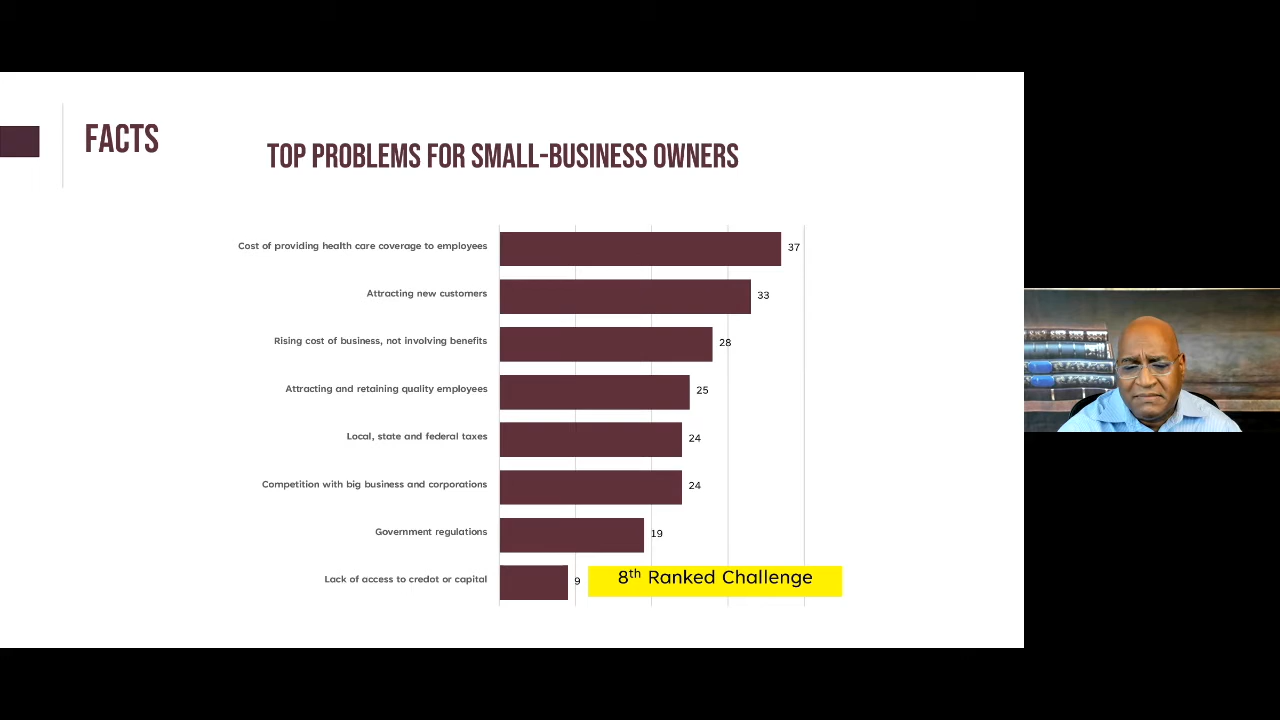 FACTS
TOP PROBLEMS FOR SMALL-BUSINESS OWNERS
Cost of providing health care coverage to employees 37
Attracting new customers 33
Rising cost of business, not involving benefits 28
Attracting and retaining quality employees 25
Local, state and federal taxes 24
Competition with big business and corporations 24
Government regulations 19
Lack of access to credot or capital 9 8th Ranked Challenge